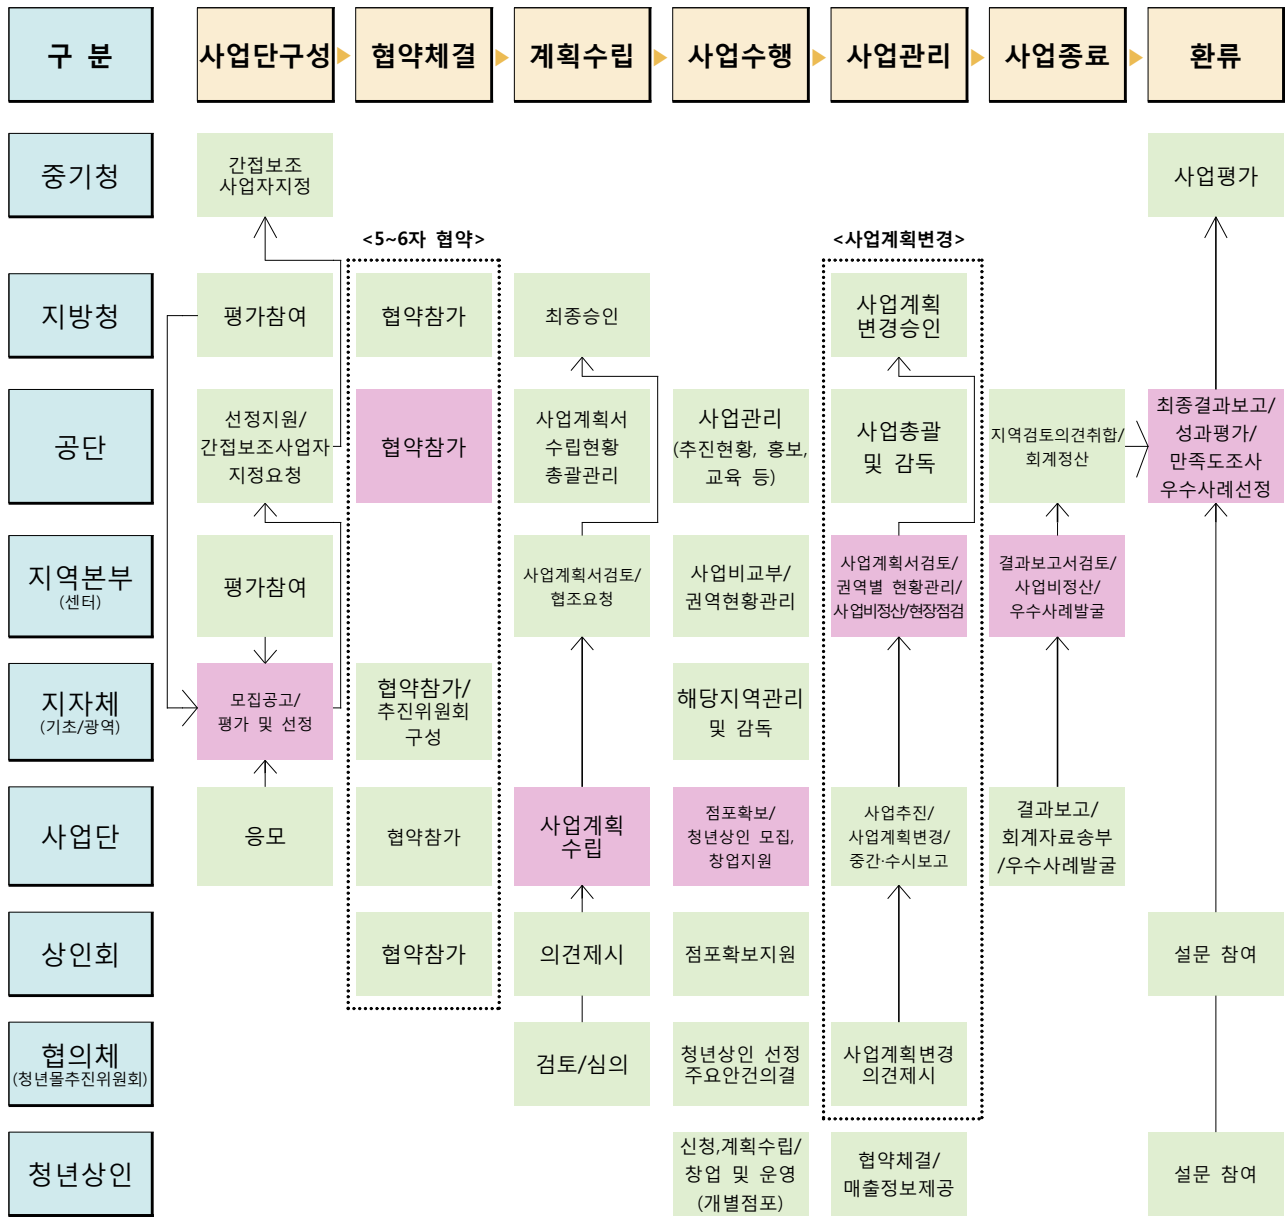 구 분
사업단구성
협약체결
계획수립
사업수행
사업관리
사업종료
환류
중기청
간접보조
사업자지정
사업평가
<5~6자 협약>
<사업계획변경>
지방청
평가참여
협약참가
최종승인
사업계획
변경승인
공단
선정지원/
간접보조사업자
지정요청
협약참가
사업계획서
수립현황
총괄관리
사업관리
(추진현황, 홍보,
교육 등)
사업총괄
및 감독
지역검토의견취합/
회계정산
최종결과보고/
성과평가/
만족도조사
우수사례선정
지역본부
(센터)
평가참여
사업계획서검토/
협조요청
사업비교부/
권역현황관리
사업계획서검토/
권역별 현황관리/
사업비정산/현장점검
결과보고서검토/
사업비정산/
우수사례발굴
지자체
(기초/광역)
모집공고/
평가 및 선정
협약참가/
추진위원회
구성
해당지역관리
및 감독
사업단
응모
협약참가
사업계획
수립
점포확보/
청년상인 모집,
창업지원
사업추진/
사업계획변경/
중간·수시보고
결과보고/
회계자료송부
/우수사례발굴
상인회
협약참가
의견제시
점포확보지원
설문 참여
협의체
(청년몰추진위원회)
검토/심의
청년상인 선정
주요안건의결
사업계획변경
의견제시
청년상인
신청,계획수립/
창업 및 운영
(개별점포)
협약체결/
매출정보제공
설문 참여